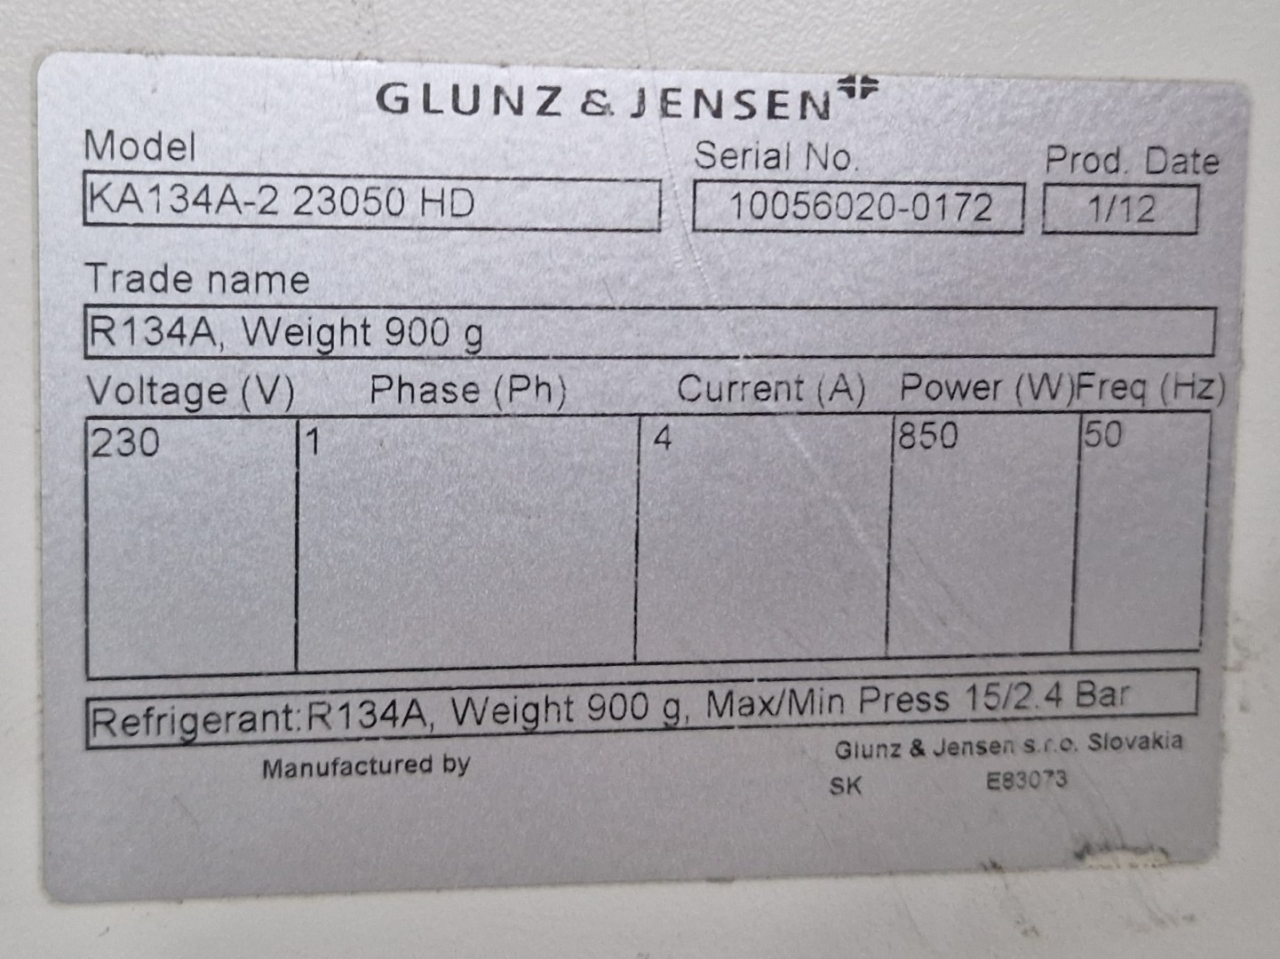 GLUNZ & JENSEN
Model Serial No. Prod. Date
KA134A-2 23050 HD 10056020-0172 1/12
Trade name
R134A, Weight 900 g
Voltage (V) Phase (Ph) Current (A) Power (W) Freq (Hz)
230 1 4 850 50
Refrigerant:R134A, Weight 900 g, Max/Min Press 15/2.4 Bar
Manufactured by Glunz & Jensen s.r.o. Slovakia
SK E83073